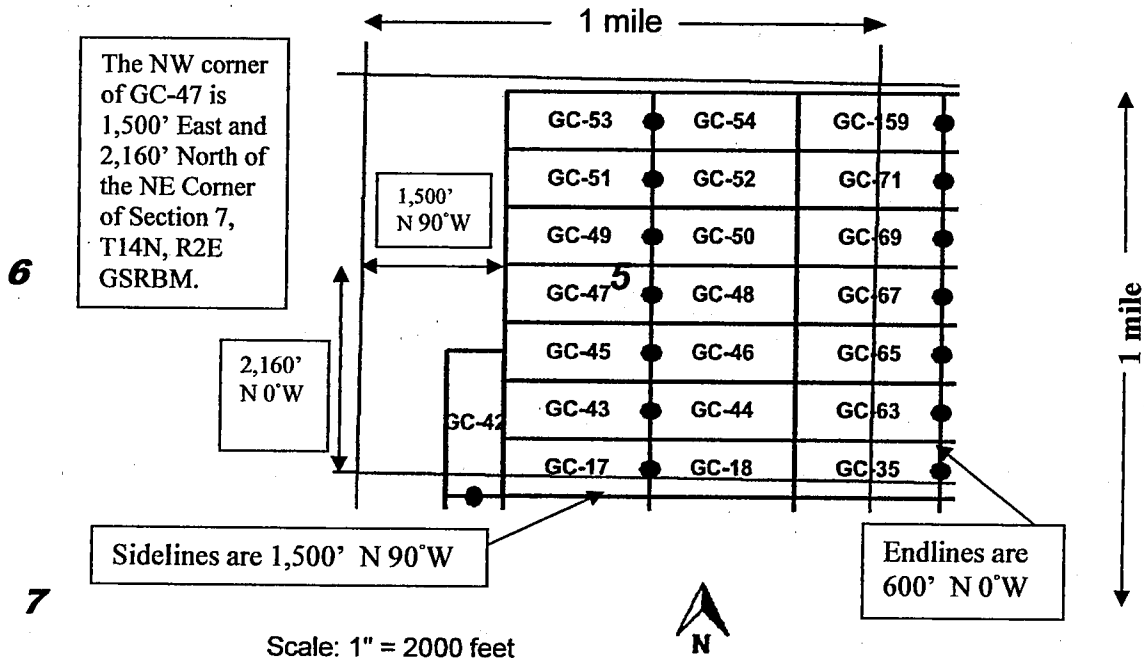 1 mile
The NW corner
of GC-47 is
1,500' East and
2,160' North of
the NE Corner
of Section 7,
T14N, R2E
GSRBM.
GC-53 GC-54 GC-159
GC-51 GC-52 GC-71
1,500'
N 90°W
GC-49 GC-50 GC-69
6
5
GC-47 GC-48 GC-67
1 mile
2,160'
N 0°W
GC-45 GC-46 GC-65
GC-42
GC-43 GC-44 GC-63
GC-17 GC-18 GC-35
Sidelines are 1,500' N 90°W
Endlines are
600' N 0°W
7
N
Scale: 1" = 2000 feet